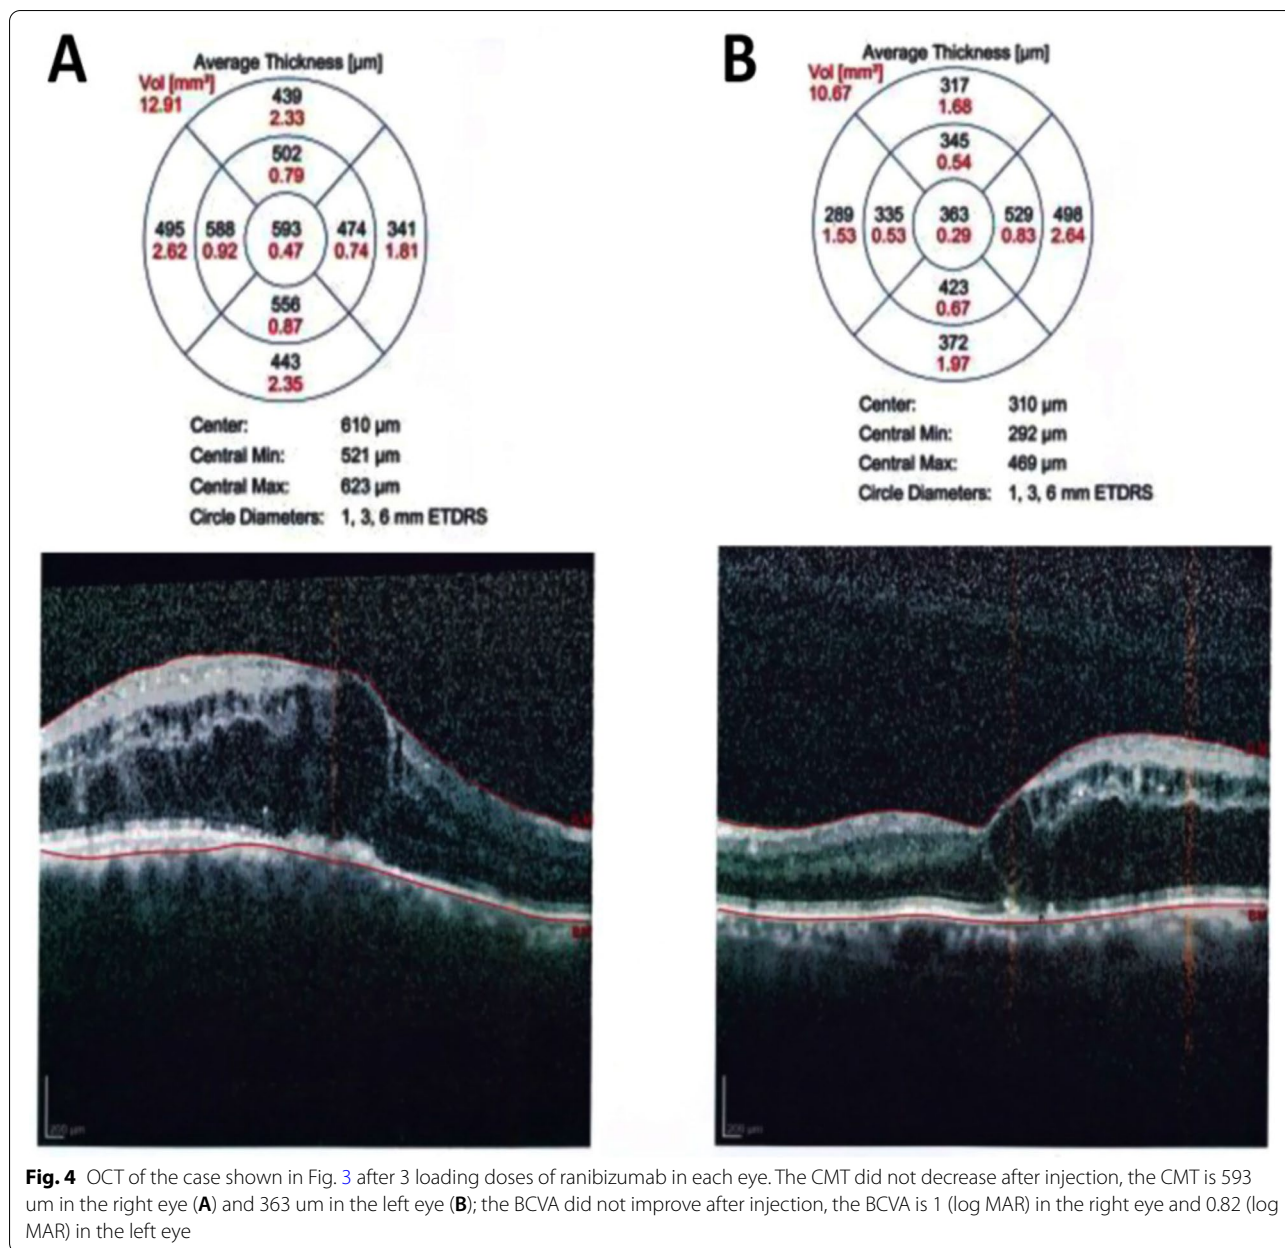 A
Average Thickness [µm]
Vol [mm³]
12.91
439
2.33
502
0.79
495 588 593 474 341
2.62 0.92 0.47 0.74 1.81
556
0.87
443
2.35
Center: 610 µm
Central Min: 521 µm
Central Max: 623 µm
Circle Diameters: 1, 3, 6 mm ETDRS
200 µm
B
Average Thickness [µm]
Vol [mm³]
10.67
317
1.68
345
0.54
289 335 363 529 498
1.53 0.53 0.29 0.83 2.64
423
0.67
372
1.97
Center: 310 µm
Central Min: 292 µm
Central Max: 469 µm
Circle Diameters: 1, 3, 6 mm ETDRS
BM
200 µm
Fig. 4 OCT of the case shown in Fig. 3 after 3 loading doses of ranibizumab in each eye. The CMT did not decrease after injection, the CMT is 593
um in the right eye (A) and 363 um in the left eye (B); the BCVA did not improve after injection, the BCVA is 1 (log MAR) in the right eye and 0.82 (log
MAR) in the left eye